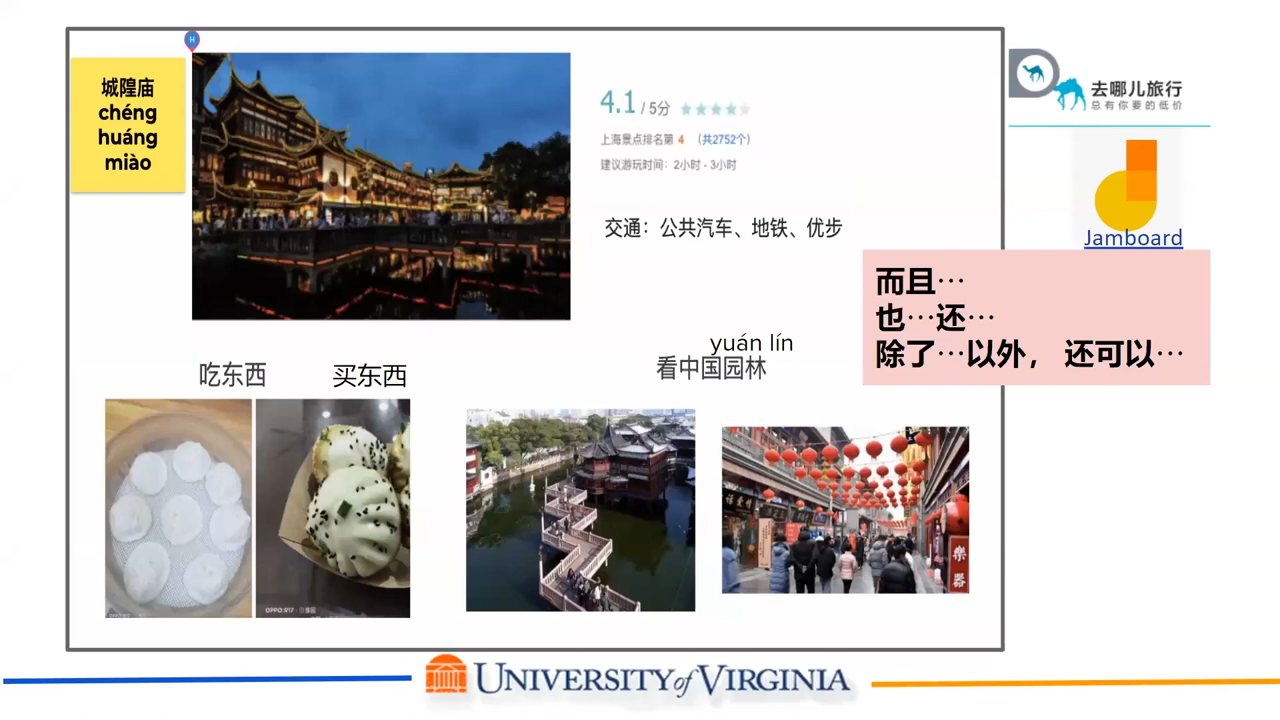 城隍庙
chéng
huáng
miào
4.1 / 5分
上海景点排名第 4 （共2752个）
建议游玩时间：2小时 - 3小时
交通：公共汽车、地铁、优步
去哪儿旅行
总有你要的低价
Jamboard
而且…
也…还…
除了…以外， 还可以…
吃东西
买东西
yuán lín
看中国园林
OPPO R17
樂
器
UNIVERSITY of VIRGINIA